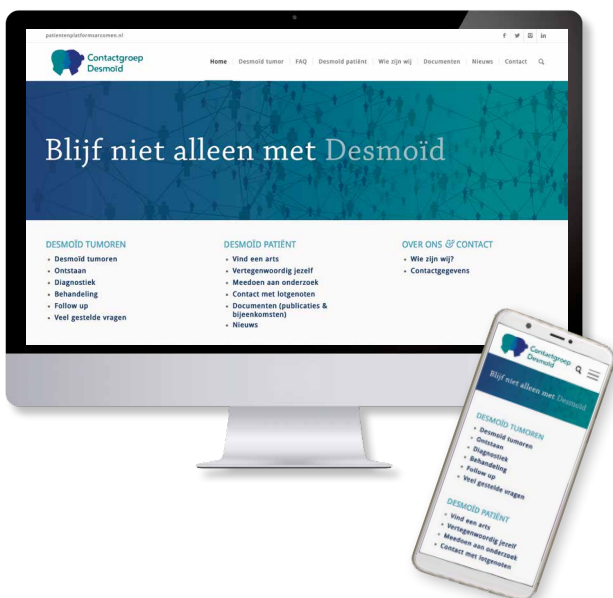 patientenplatformsarcomen.nl
Contactgroep
Desmoïd
Home Desmoïd tumor FAQ Desmoïd patiënt Wie zijn wij Documenten Nieuws Contact
Blijf niet alleen met Desmoïd
DESMOÏD TUMOREN
• Desmoïd tumoren
• Ontstaan
• Diagnostiek
• Behandeling
• Follow up
• Veel gestelde vragen
DESMOÏD PATIËNT
• Vind een arts
• Vertegenwoordig jezelf
• Meedoen aan onderzoek
• Contact met lotgenoten
• Documenten (publicaties &
bijeenkomsten)
• Nieuws
OVER ONS & CONTACT
• Wie zijn wij?
• Contactgegevens
Contactgroep
Desmoïd
Blijf niet alleen met Desmoïd
DESMOÏD TUMOREN
• Desmoïd tumoren
• Ontstaan
• Diagnostiek
• Behandeling
• Follow up
• Veel gestelde vragen
DESMOÏD PATIËNT
• Vind een arts
• Vertegenwoordig jezelf
• Meedoen aan onderzoek
• Contact met lotgenoten